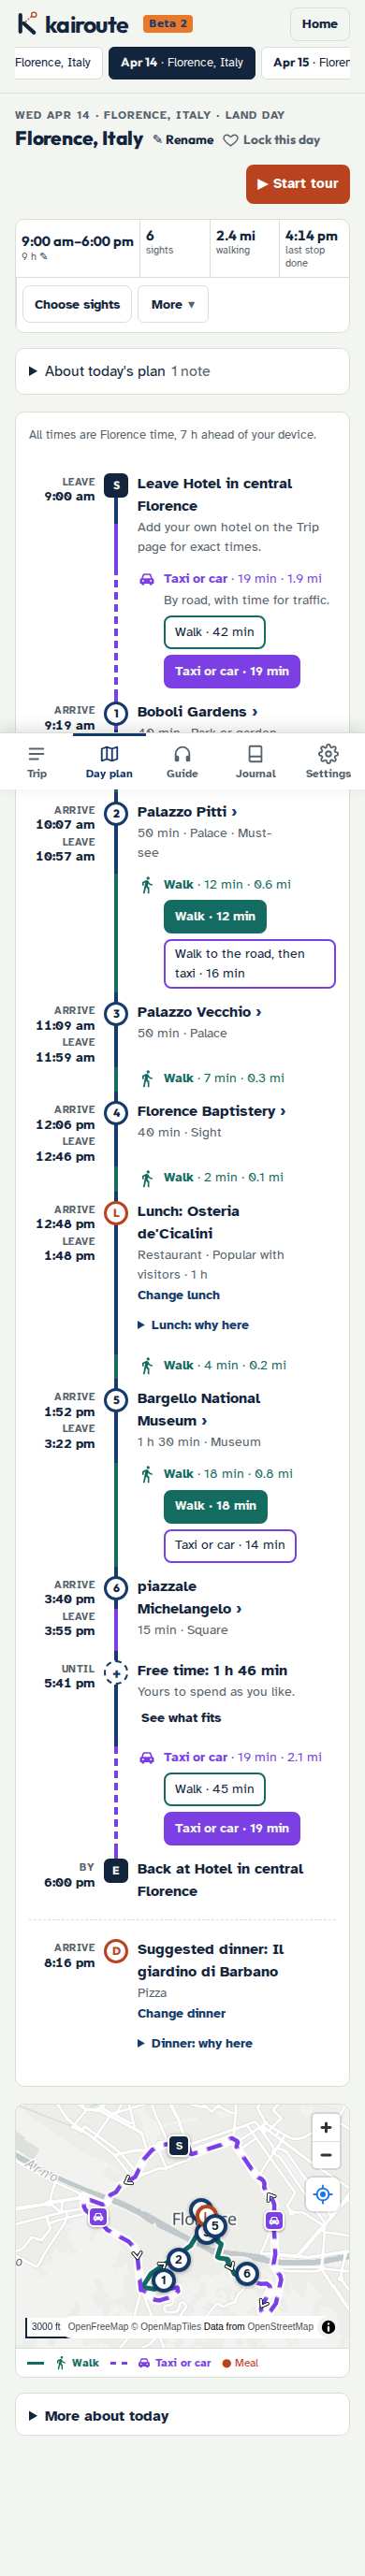 kairoute Beta 2 Home
Florence, Italy Apr 14 · Florence, Italy Apr 15 · Floren
WED APR 14 · FLORENCE, ITALY · LAND DAY
Florence, Italy ✎ Rename Lock this day
▶ Start tour
9:00 am–6:00 pm 6 2.4 mi 4:14 pm
9 h ✎ sights walking last stop
done
Choose sights More ▼
▶ About today's plan 1 note
All times are Florence time, 7 h ahead of your device.
LEAVE
9:00 am
S
Leave Hotel in central
Florence
Add your own hotel on the Trip
page for exact times.
Taxi or car · 19 min · 1.9 mi
By road, with time for traffic.
Walk · 42 min
Taxi or car · 19 min
ARRIVE
9:19 am
1
Boboli Gardens ›
Trip Day plan Guide Journal Settings
ARRIVE
10:07 am
LEAVE
10:57 am
2
Palazzo Pitti ›
50 min · Palace · Must-
see
Walk · 12 min · 0.6 mi
Walk · 12 min
Walk to the road, then
taxi · 16 min
ARRIVE
11:09 am
LEAVE
11:59 am
3
Palazzo Vecchio ›
50 min · Palace
Walk · 7 min · 0.3 mi
ARRIVE
12:06 pm
LEAVE
12:46 pm
4
Florence Baptistery ›
40 min · Sight
Walk · 2 min · 0.1 mi
ARRIVE
12:48 pm
LEAVE
1:48 pm
L
Lunch: Osteria
de'Cicalini
Restaurant · Popular with
visitors · 1 h
Change lunch
▶ Lunch: why here
Walk · 4 min · 0.2 mi
ARRIVE
1:52 pm
LEAVE
3:22 pm
5
Bargello National
Museum ›
1 h 30 min · Museum
Walk · 18 min · 0.8 mi
Walk · 18 min
Taxi or car · 14 min
ARRIVE
3:40 pm
LEAVE
3:55 pm
6
piazzale
Michelangelo ›
15 min · Square
UNTIL
5:41 pm
+
Free time: 1 h 46 min
Yours to spend as you like.
See what fits
Taxi or car · 19 min · 2.1 mi
Walk · 45 min
Taxi or car · 19 min
BY
6:00 pm
E
Back at Hotel in central
Florence
ARRIVE
8:16 pm
D
Suggested dinner: Il
giardino di Barbano
Pizza
Change dinner
▶ Dinner: why here
S
+
−
5
2
1
6
3000 ft OpenFreeMap © OpenMapTiles Data from OpenStreetMap
Walk Taxi or car Meal
▶ More about today